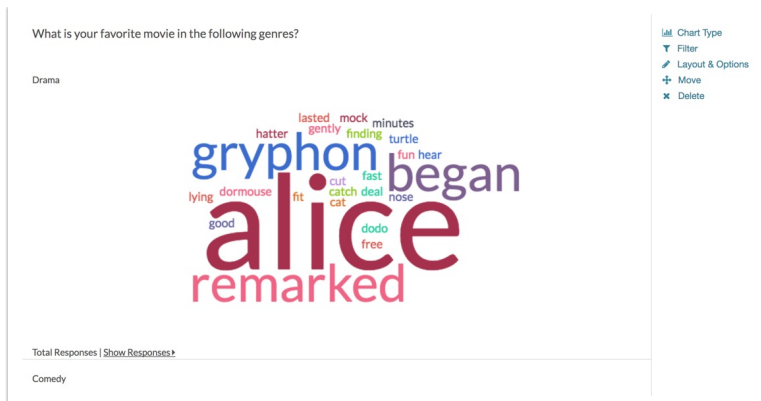 What is your favorite movie in the following genres?
Chart Type
Filter
Layout & Options
Move
Delete
Drama
lasted mock minutes
hatter gently finding turtle
gryphon fun hear
cut fast began
lying dormouse fit catch deal nose
cat
alice
good dodo
free
remarked
Total Responses | Show Responses
Comedy